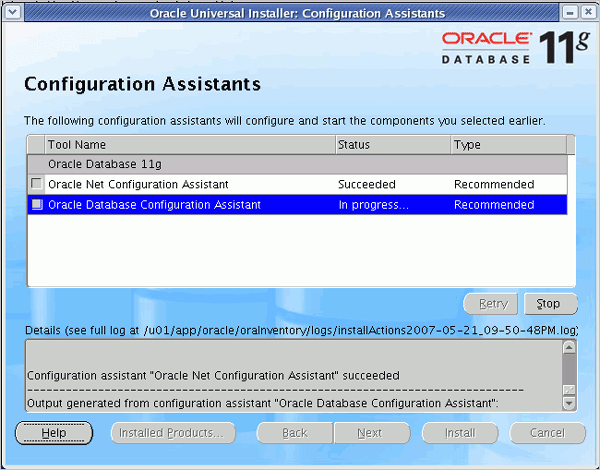 Oracle Universal Installer: Configuration Assistants
ORACLE
DATABASE 11g
Configuration Assistants
The following configuration assistants will configure and start the components you selected earlier.
Tool Name Status Type
Oracle Database 11g
Oracle Net Configuration Assistant Succeeded Recommended
Oracle Database Configuration Assistant In progress... Recommended
Retry Stop
Details (see full log at /u01/app/oracle/oraInventory/logs/installActions2007-05-21_09-50-48PM.log)
Configuration assistant "Oracle Net Configuration Assistant" succeeded
-----------------------------------------------------------------------------
Output generated from configuration assistant "Oracle Database Configuration Assistant":
Help Installed Products... Back Next Install Cancel